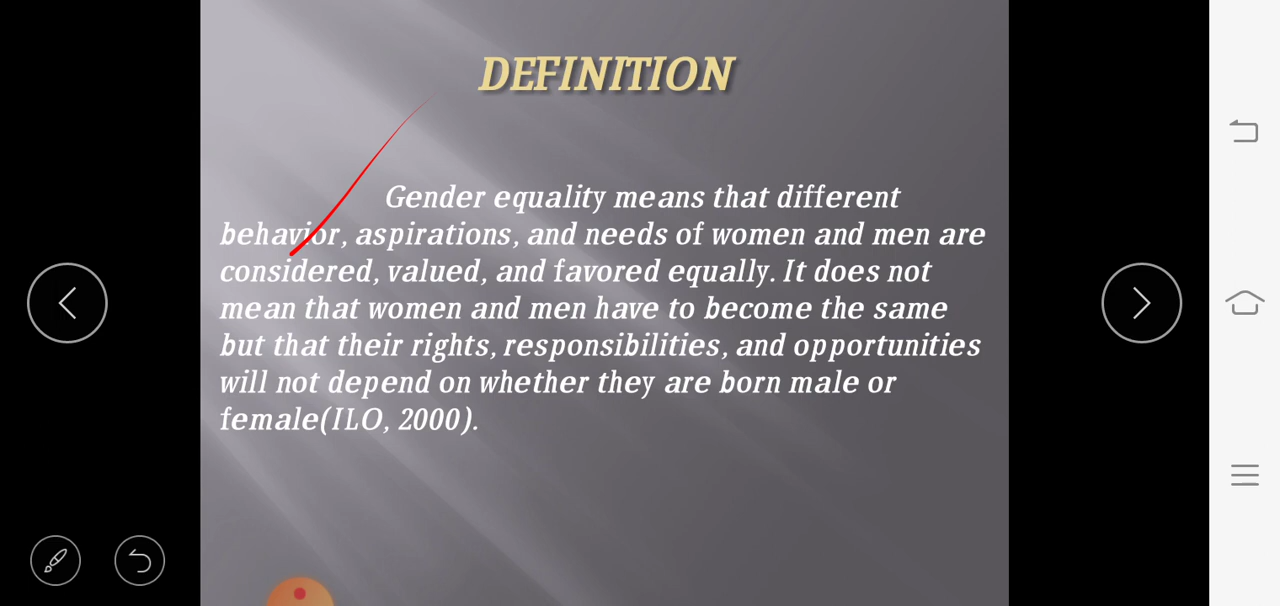 DEFINITION
Gender equality means that different
behavior, aspirations, and needs of women and men are
considered, valued, and favored equally. It does not
mean that women and men have to become the same
but that their rights, responsibilities, and opportunities
will not depend on whether they are born male or
female(ILO, 2000).